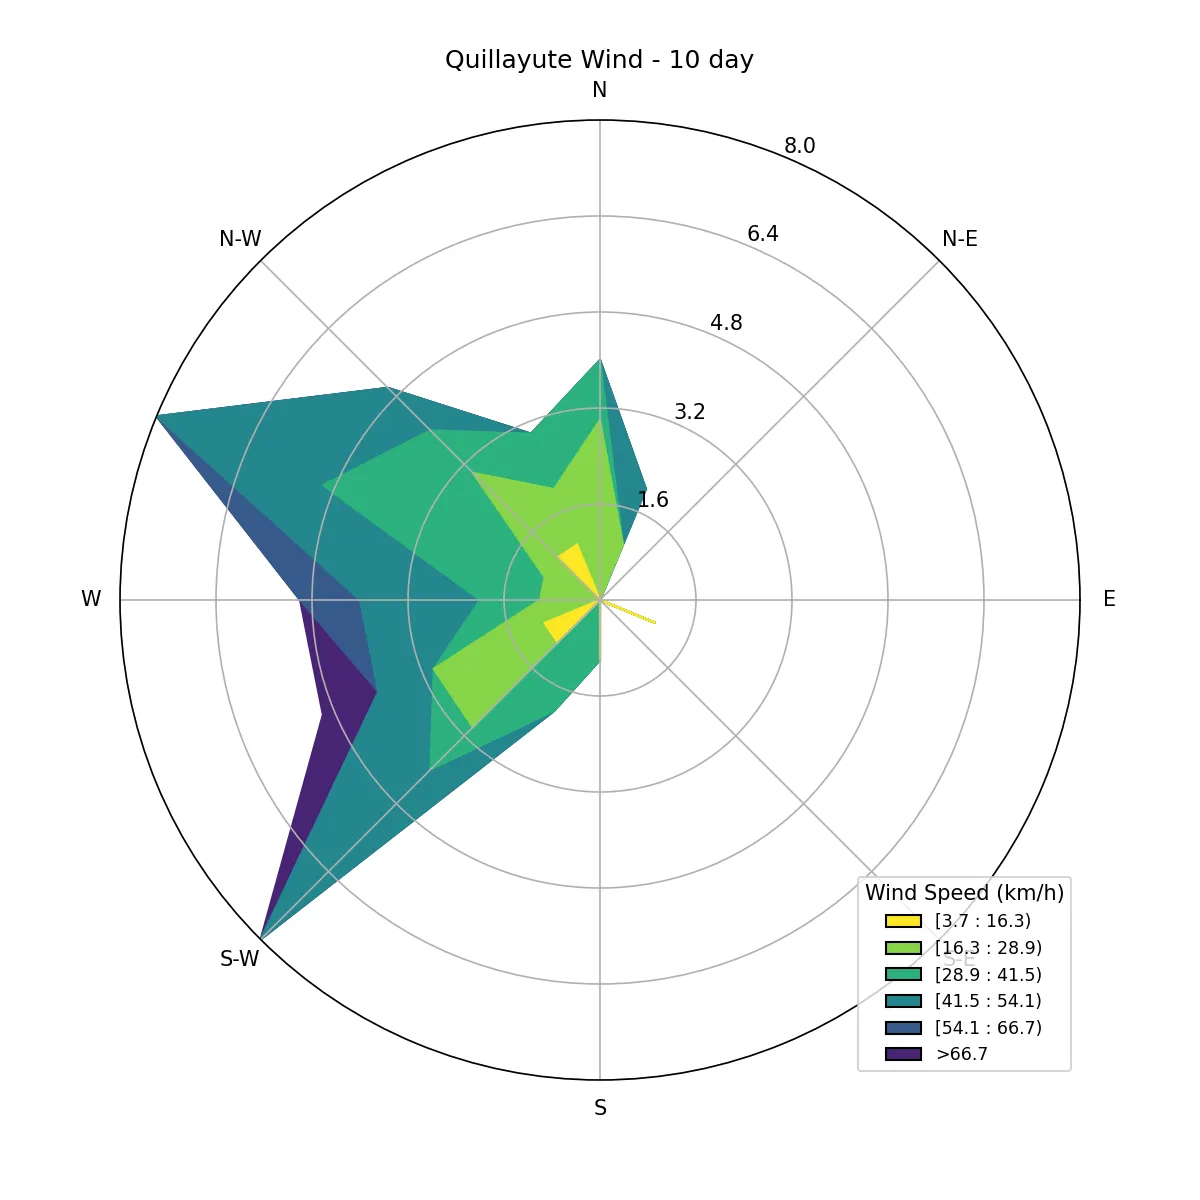 Quillayute Wind - 10 day
N
8.0
N-W
6.4
N-E
4.8
3.2
1.6
W
E
S-W
S-E
Wind Speed (km/h)
[3.7 : 16.3)
[16.3 : 28.9)
[28.9 : 41.5)
[41.5 : 54.1)
[54.1 : 66.7)
>66.7
S